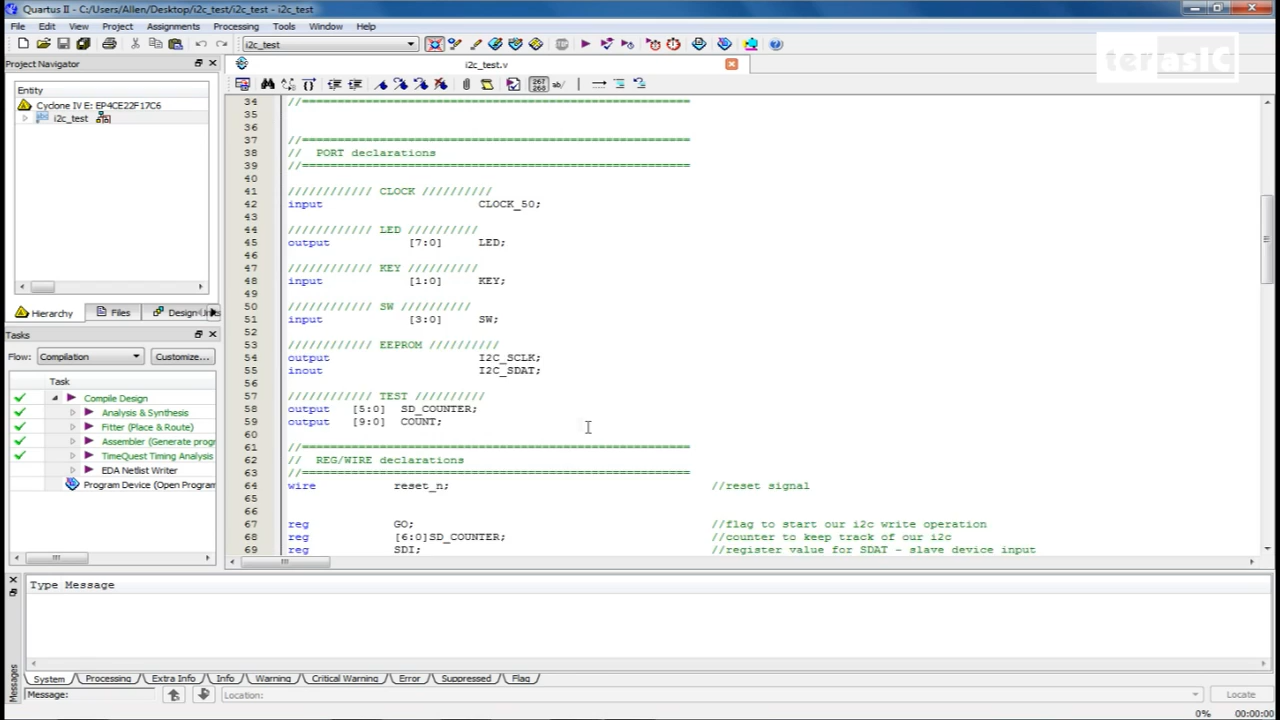 Quartus II - C:/Users/Allen/Desktop/i2c_test/i2c_test - i2c_test
File Edit View Project Assignments Processing Tools Window Help
i2c_test
terasic
Project Navigator
i2c_test.v
Entity
Cyclone IV E: EP4CE22F17C6
i2c_test
267
268
ab/
34 //=======================================================
35
36
37 //=======================================================
38 // PORT declarations
39 //=======================================================
40
41 //////////// CLOCK //////////
42 input CLOCK_50;
43
44 //////////// LED //////////
45 output [7:0] LED;
46
47 //////////// KEY //////////
48 input [1:0] KEY;
49
50 //////////// SW //////////
51 input [3:0] SW;
52
53 //////////// EEPROM //////////
54 output I2C_SCLK;
55 inout I2C_SDAT;
56
57 //////////// TEST //////////
58 output [5:0] SD_COUNTER;
59 output [9:0] COUNT;
60
61 //=======================================================
62 // REG/WIRE declarations
63 //=======================================================
64 wire reset_n; //reset signal
65
66
67 reg GO; //flag to start our i2c write operation
68 reg [6:0]SD_COUNTER; //counter to keep track of our i2c
69 reg SDI; //register value for SDAT - slave device input
Hierarchy Files Design Units
Tasks
Flow: Compilation Customize...
Task
Compile Design
Analysis & Synthesis
Fitter (Place & Route)
Assembler (Generate progr
TimeQuest Timing Analysis
EDA Netlist Writer
Program Device (Open Program
Type Message
Messages
System Processing Extra Info Info Warning Critical Warning Error Suppressed Flag
Message: Location: Locate
0% 00:00:00